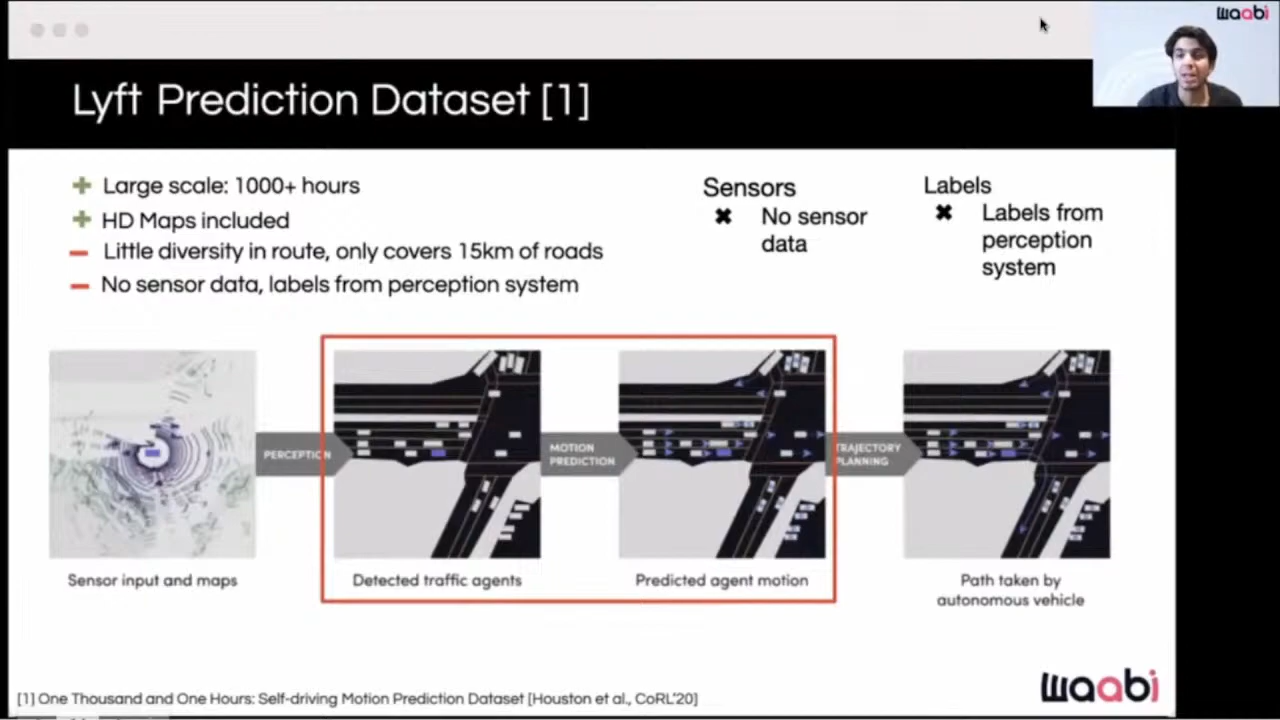 waabi
Lyft Prediction Dataset [1]
Large scale: 1000+ hours
HD Maps included
Little diversity in route, only covers 15km of roads
No sensor data, labels from perception system
Sensors
✖ No sensor
data
Labels
✖ Labels from
perception
system
PERCEPTION
MOTION
PREDICTION
TRAJECTORY
PLANNING
Sensor input and maps
Detected traffic agents
Predicted agent motion
Path taken by
autonomous vehicle
waabi
[1] One Thousand and One Hours: Self-driving Motion Prediction Dataset [Houston et al., CoRL'20]